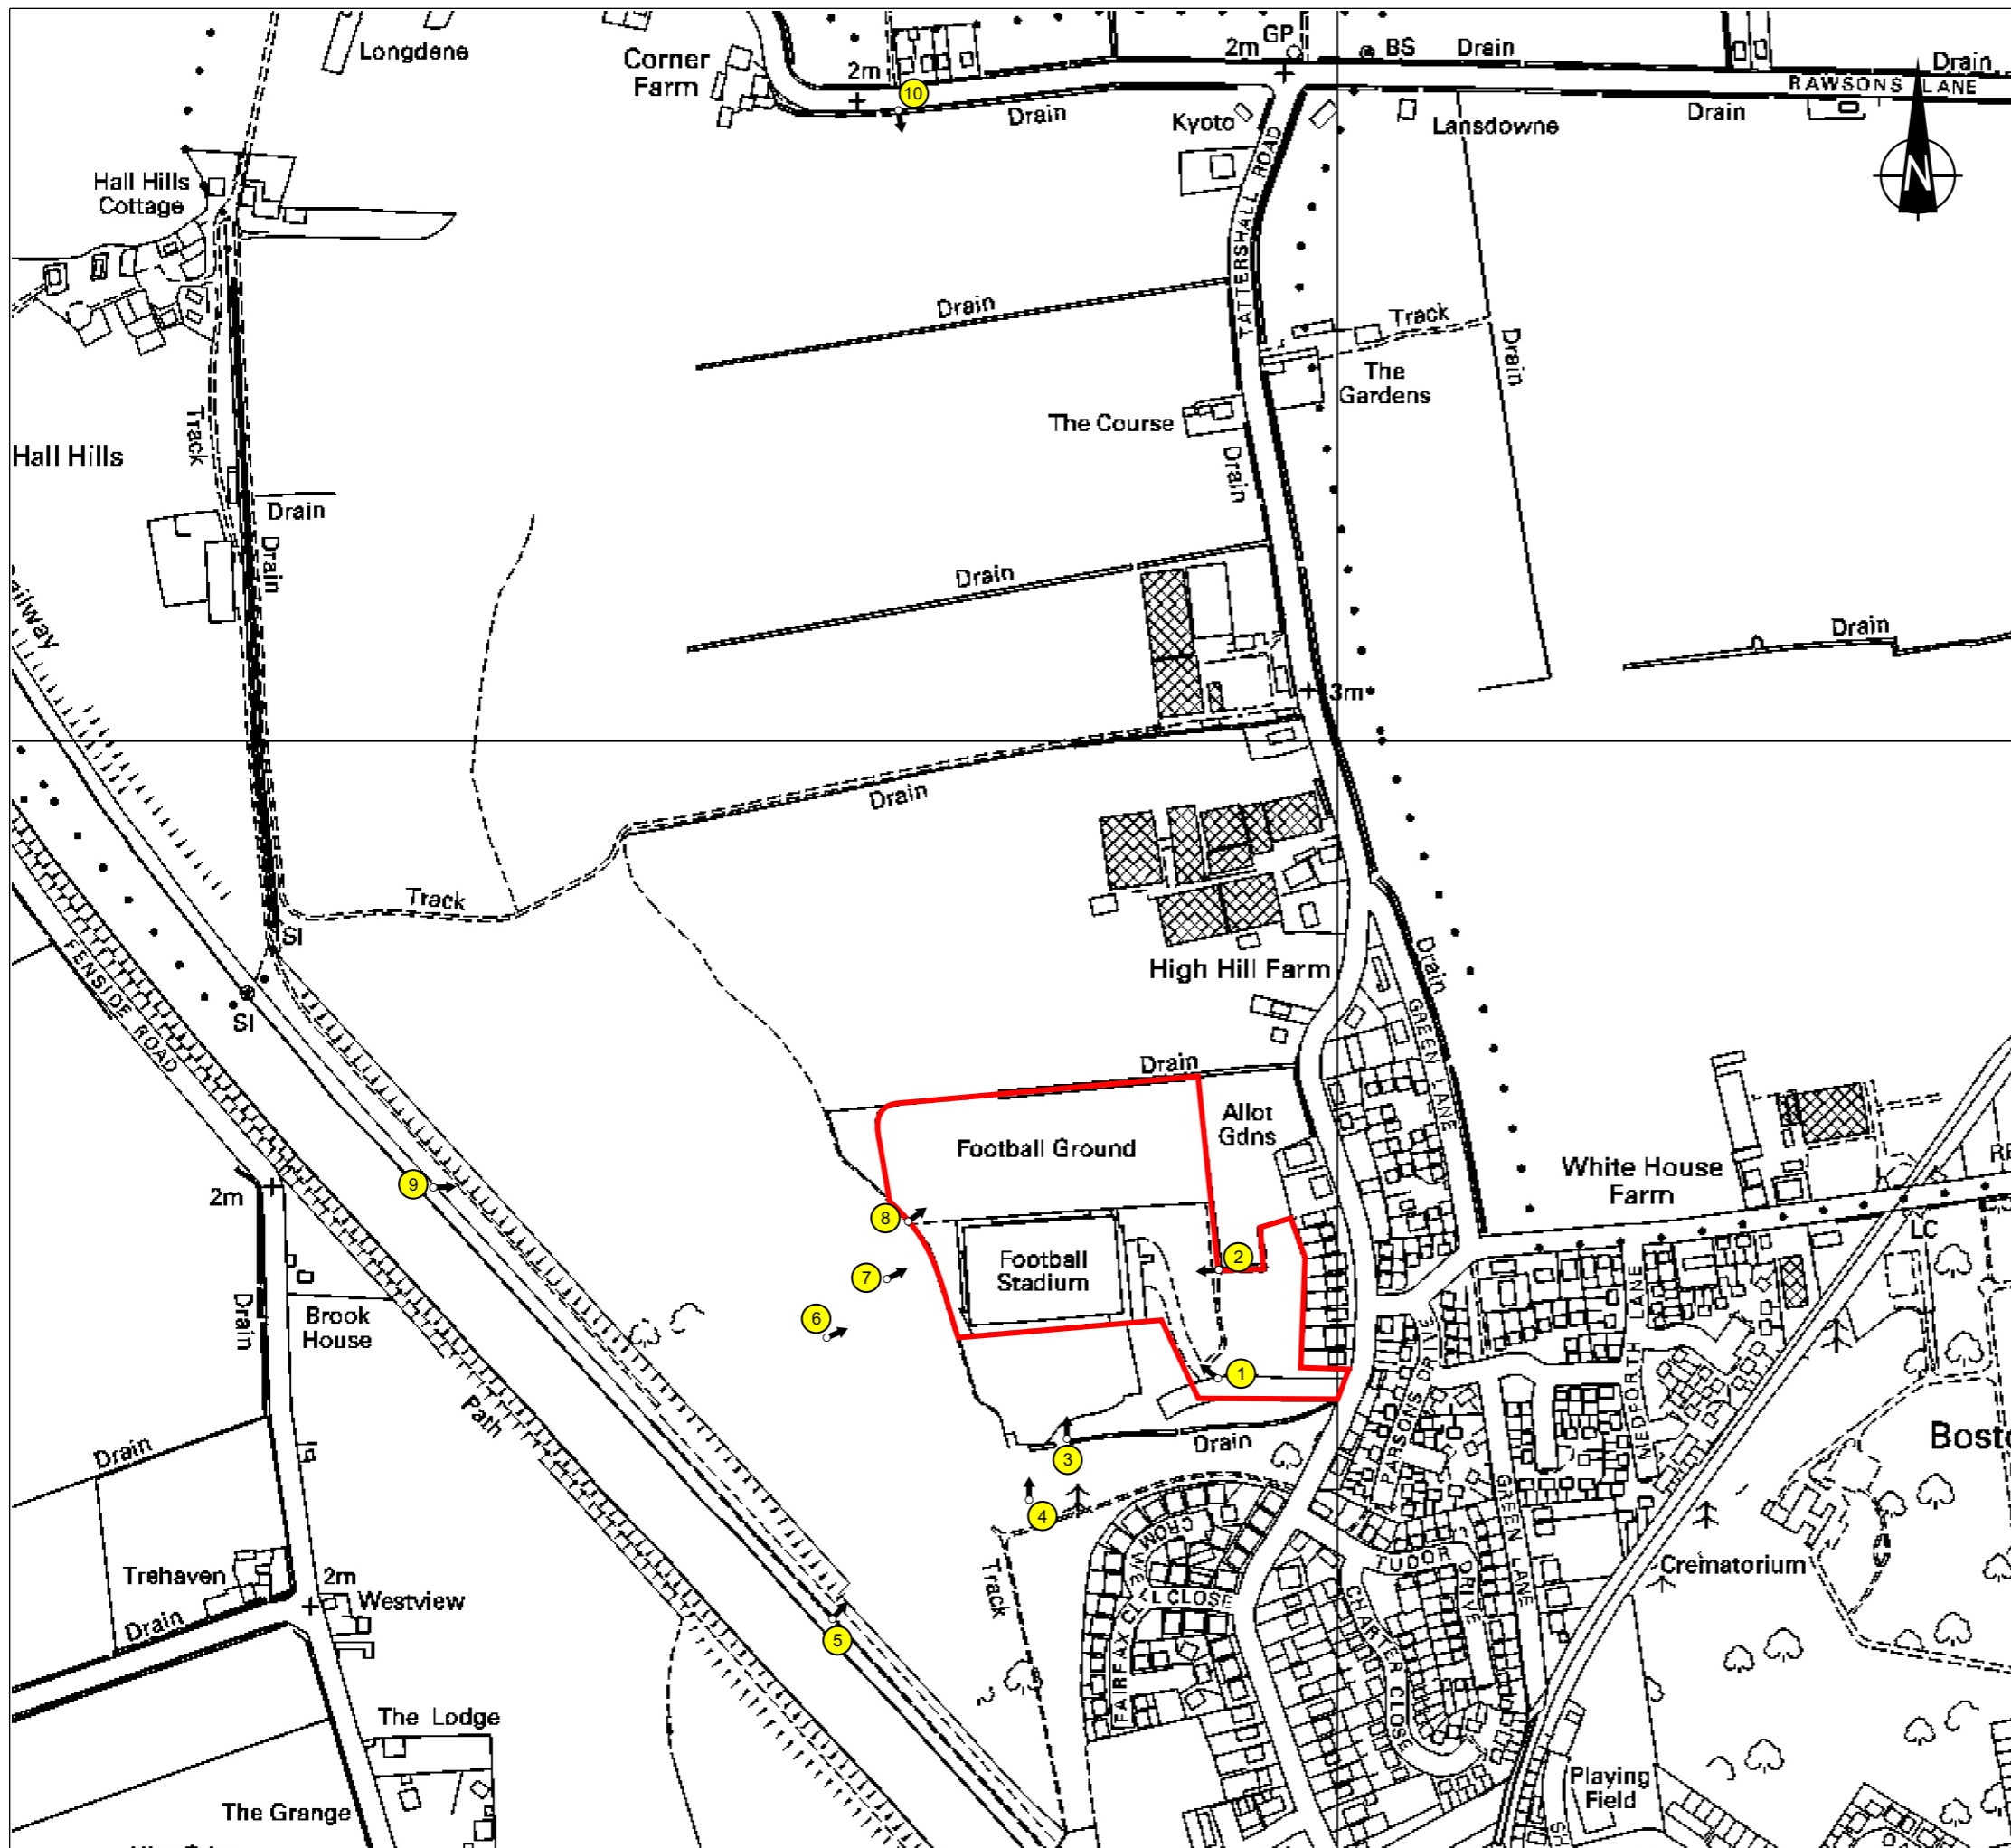 Longdene
Corner
Farm
2m
10
Drain
2m
GP
BS
Drain
Drain
RAWSONS LANE
Drain
Kyoto
Lansdowne
N
Hall Hills
Cottage
TATTERSHALL ROAD
Drain
Track
Drain
The
Gardens
The Course
Drain
Track
Hall Hills
Drain
Drain
Drain
Drain
3m
Drain
Track
SI
SI
FENSIDE ROAD
High Hill Farm
Drain
GREEN LANE
Drain
Allot
Gdns
Football Ground
White House
Farm
LC
9
2m
8
7
6
2
Football
Stadium
Brook
House
Drain
Path
1
PARSONS DRIVE
MEDFORTH LANE
Drain
Drain
3
4
GREEN LANE
CROMWELL CLOSE
TUDOR DRIVE
Crematorium
Track
FAIRFAX CL
CHARTER CLOSE
Trehaven
2m
Westview
Drain
5
The Lodge
The Grange
Playing
Field